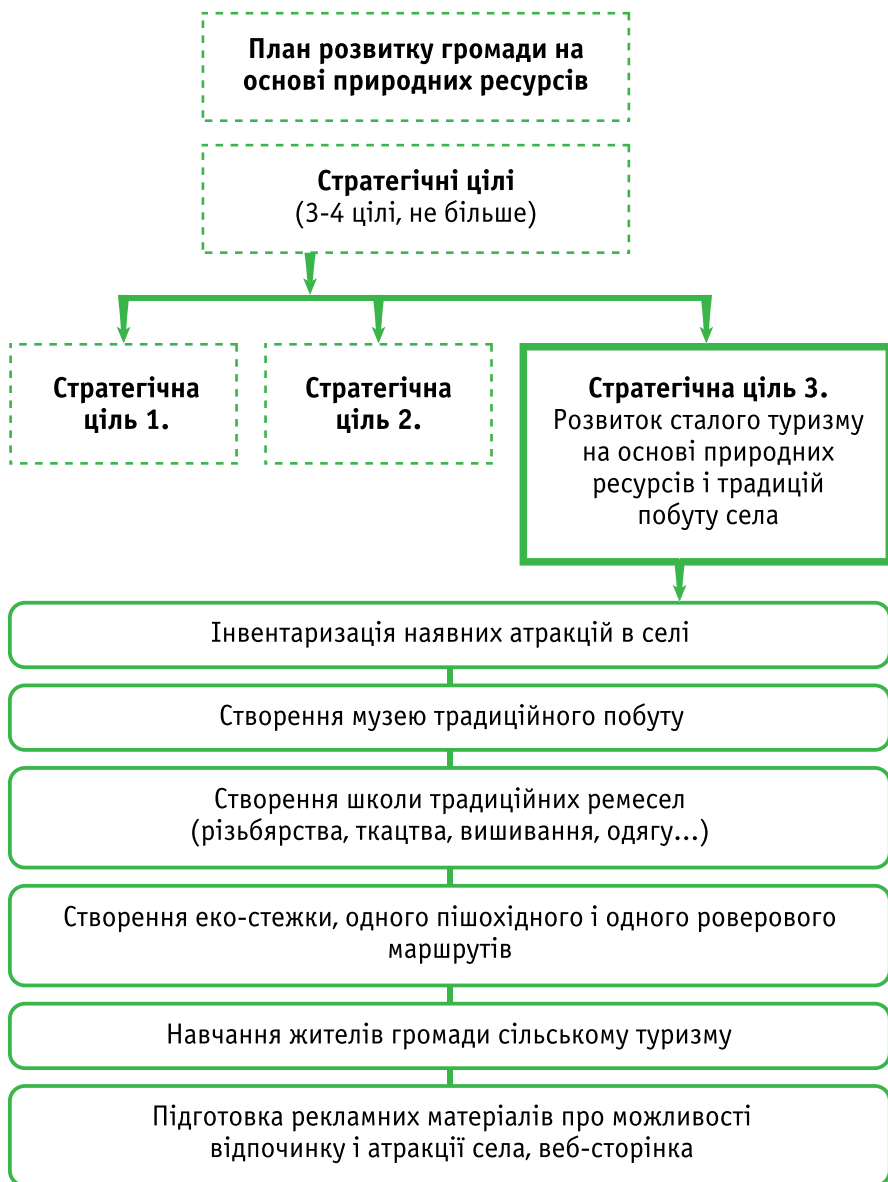 План розвитку громади на
основі природних ресурсів
Стратегічні цілі
(3-4 цілі, не більше)
Стратегічна
ціль 1.
Стратегічна
ціль 2.
Стратегічна ціль 3.
Розвиток сталого туризму
на основі природних
ресурсів і традицій
побуту села
Інвентаризація наявних атракцій в селі
Створення музею традиційного побуту
Створення школи традиційних ремесел
(різьбярства, ткацтва, вишивання, одягу...)
Створення еко-стежки, одного пішохідного і одного роверового
маршрутів
Навчання жителів громади сільському туризму
Підготовка рекламних матеріалів про можливості
відпочинку і атракції села, веб-сторінка